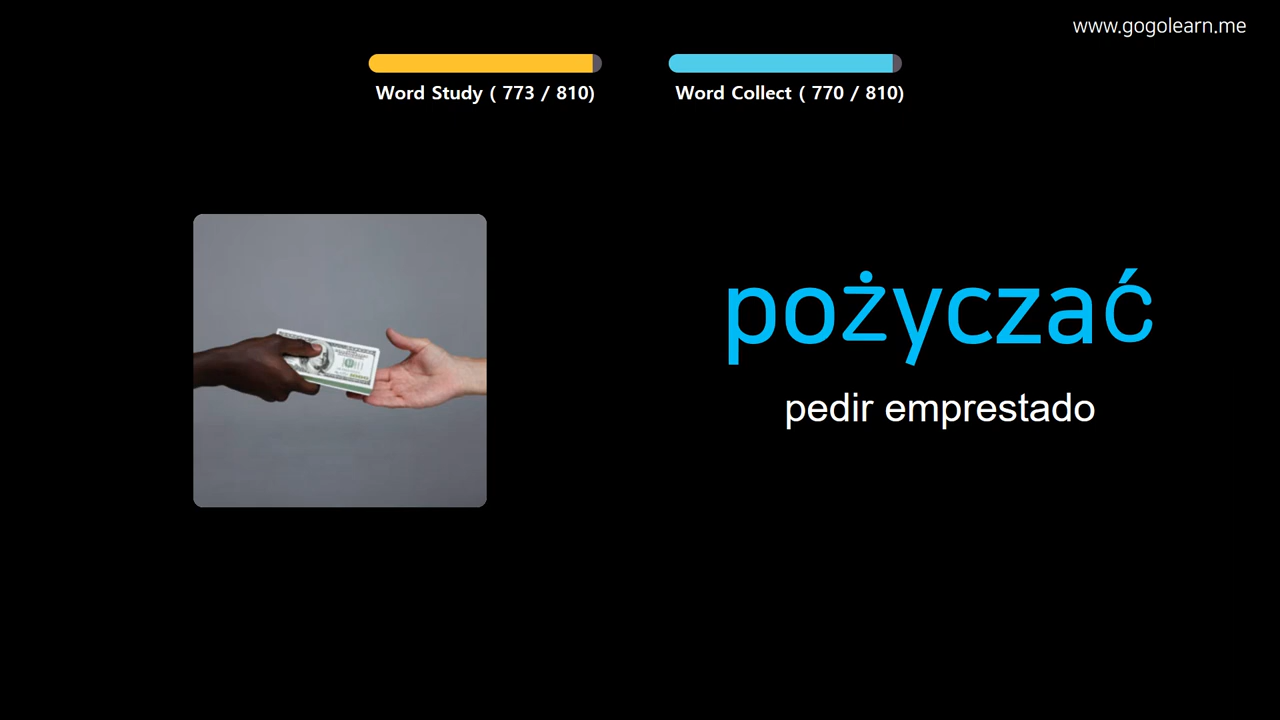 www.gogolearn.me
Word Study ( 773 / 810)
Word Collect ( 770 / 810)
pożyczać
pedir emprestado